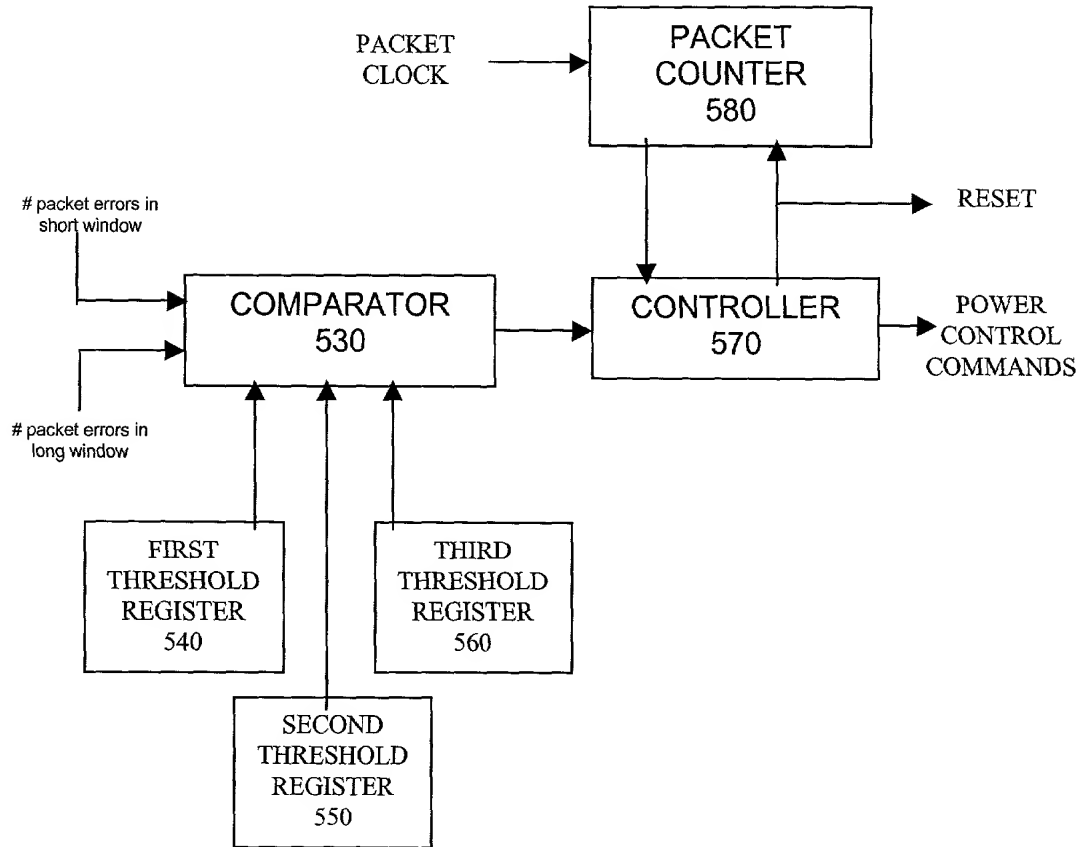 PACKET
CLOCK
PACKET
COUNTER
580
# packet errors in
short window
RESET
COMPARATOR
530
CONTROLLER
570
POWER
CONTROL
COMMANDS
# packet errors in
long window
FIRST
THRESHOLD
REGISTER
540
THIRD
THRESHOLD
REGISTER
560
SECOND
THRESHOLD
REGISTER
550